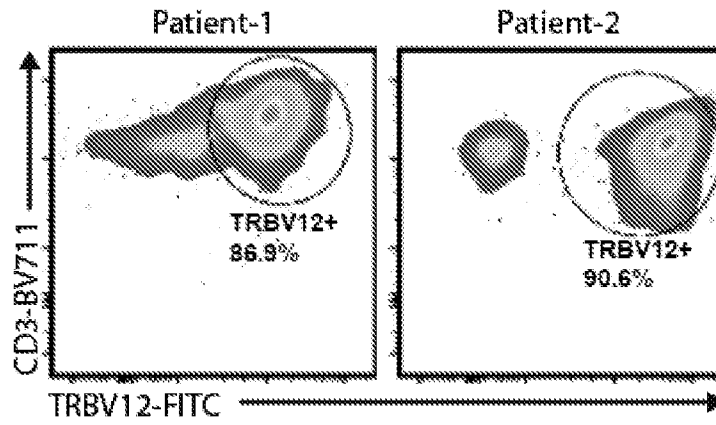 Patient-1
Patient-2
CD3-BV711
TRBV12+
86.9%
TRBV12+
90.6%
TRBV12-FITC